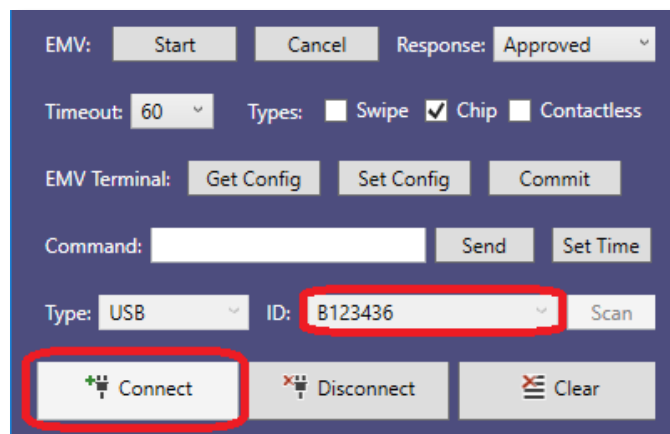 EMV: Start Cancel Response: Approved
Timeout: 60 Types: Swipe Chip Contactless
EMV Terminal: Get Config Set Config Commit
Command: Send Set Time
Type: USB ID: B123436 Scan
Connect Disconnect Clear